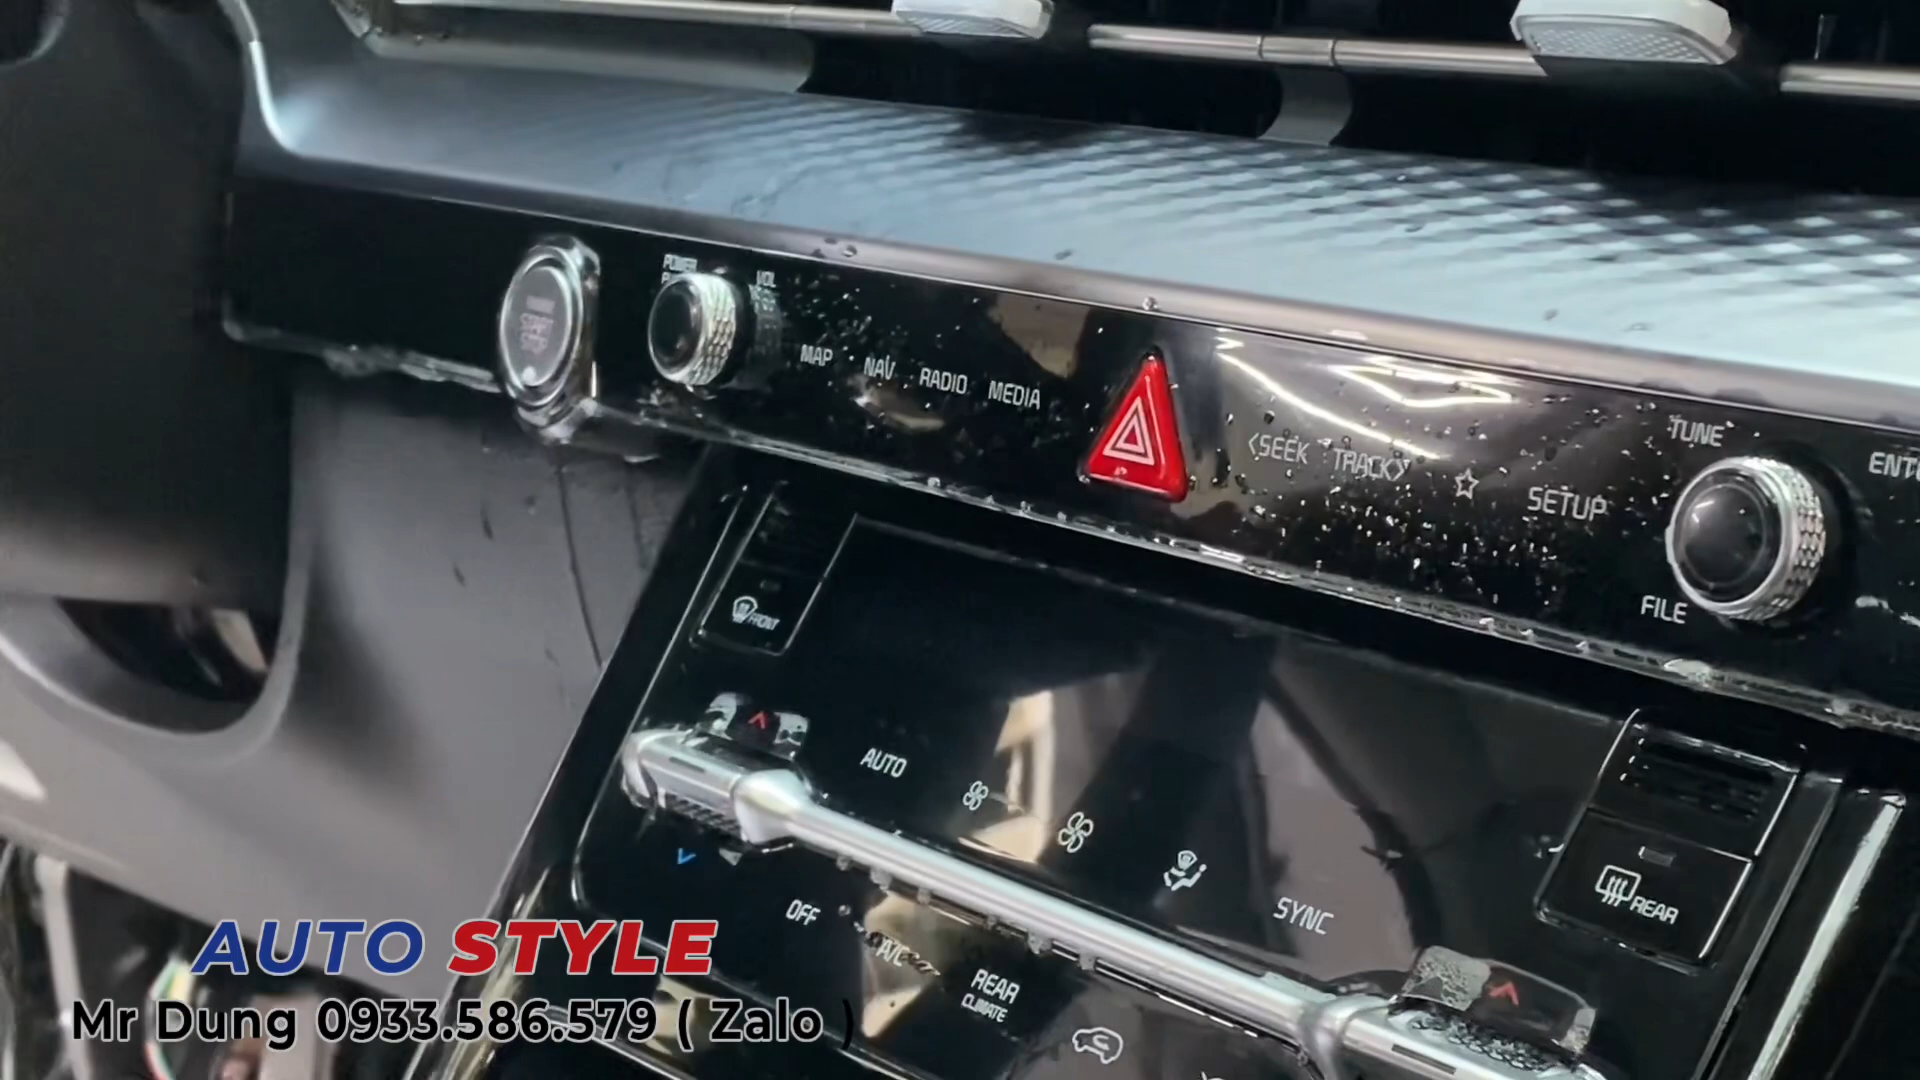 POWER
VOL
START
STOP
MAP NAV RADIO MEDIA
<SEEK TRACK> ☆ SETUP
TUNE
FILE
FRONT
AUTO
SYNC
REAR
OFF
A/C
REAR
CLIMATE
AUTO STYLE
Mr Dung 0933.586.579 ( Zalo )